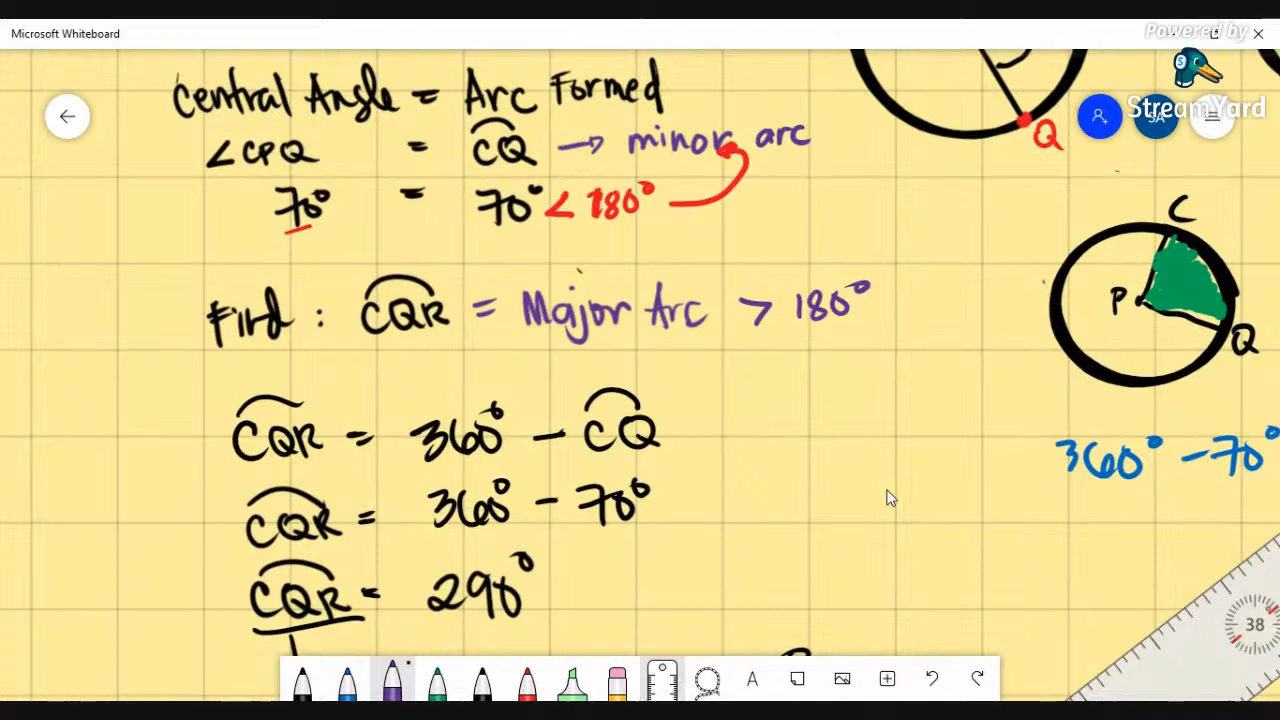 Microsoft Whiteboard
Powered by
StreamYard
S
SA
Central Angle = Arc Formed
∠CPQ = CQ → minor arc
70° = 70° < 180°
Q
Find : CQR = Major Arc > 180°
C
P
Q
CQR = 360° - CQ
360° - 70°
CQR = 360° - 70°
CQR = 290°
38
A